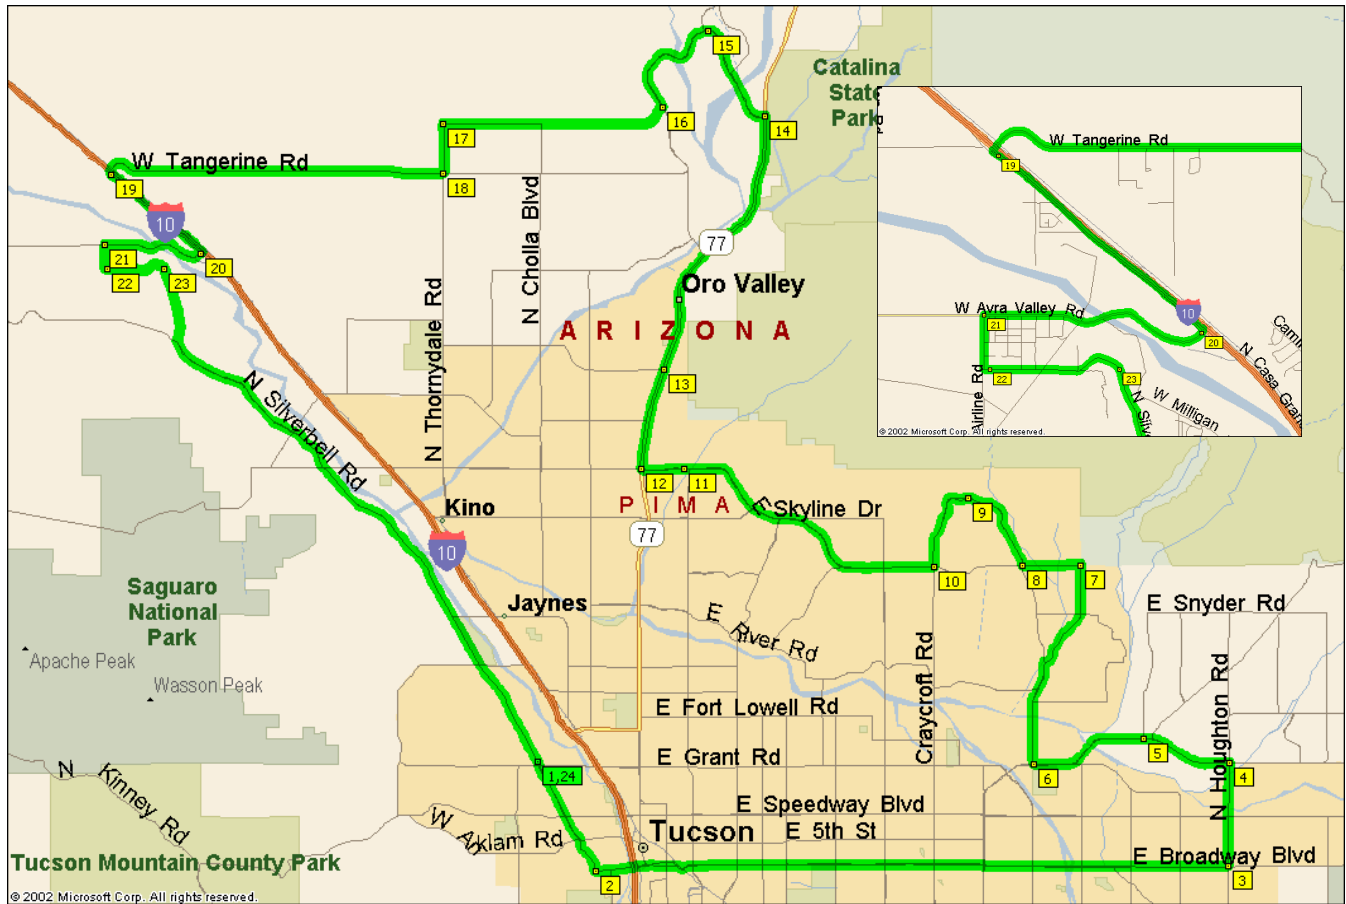 15
Catalina
State
Park
16
14
17
W Tangerine Rd
18
19
10
N Cholla Blvd
77
21
20
22
23
Oro Valley
ARIZONA
N Thornydale Rd
13
N Silverbell Rd
12
11
PIMA
E Skyline Dr
9
Kino
77
10
10
8
7
Saguaro
National
Park
Jaynes
E Snyder Rd
E River Rd
Apache Peak
Wasson Peak
Craycroft Rd
N Houghton Rd
E Fort Lowell Rd
E Grant Rd
5
4
6
1,24
N Kinney Rd
E Speedway Blvd
W
Aklam Rd
Tucson
E 5th St
Tucson Mountain County Park
E Broadway Blvd
2
3
© 2002 Microsoft Corp. All rights reserved.
W Tangerine Rd
19
W Avra Valley Rd
10
21
20
22
23
Airline Rd
N Silv
W Milligan
N Casa Gran
Camin
© 2002 Microsoft Corp. All rights reserved.